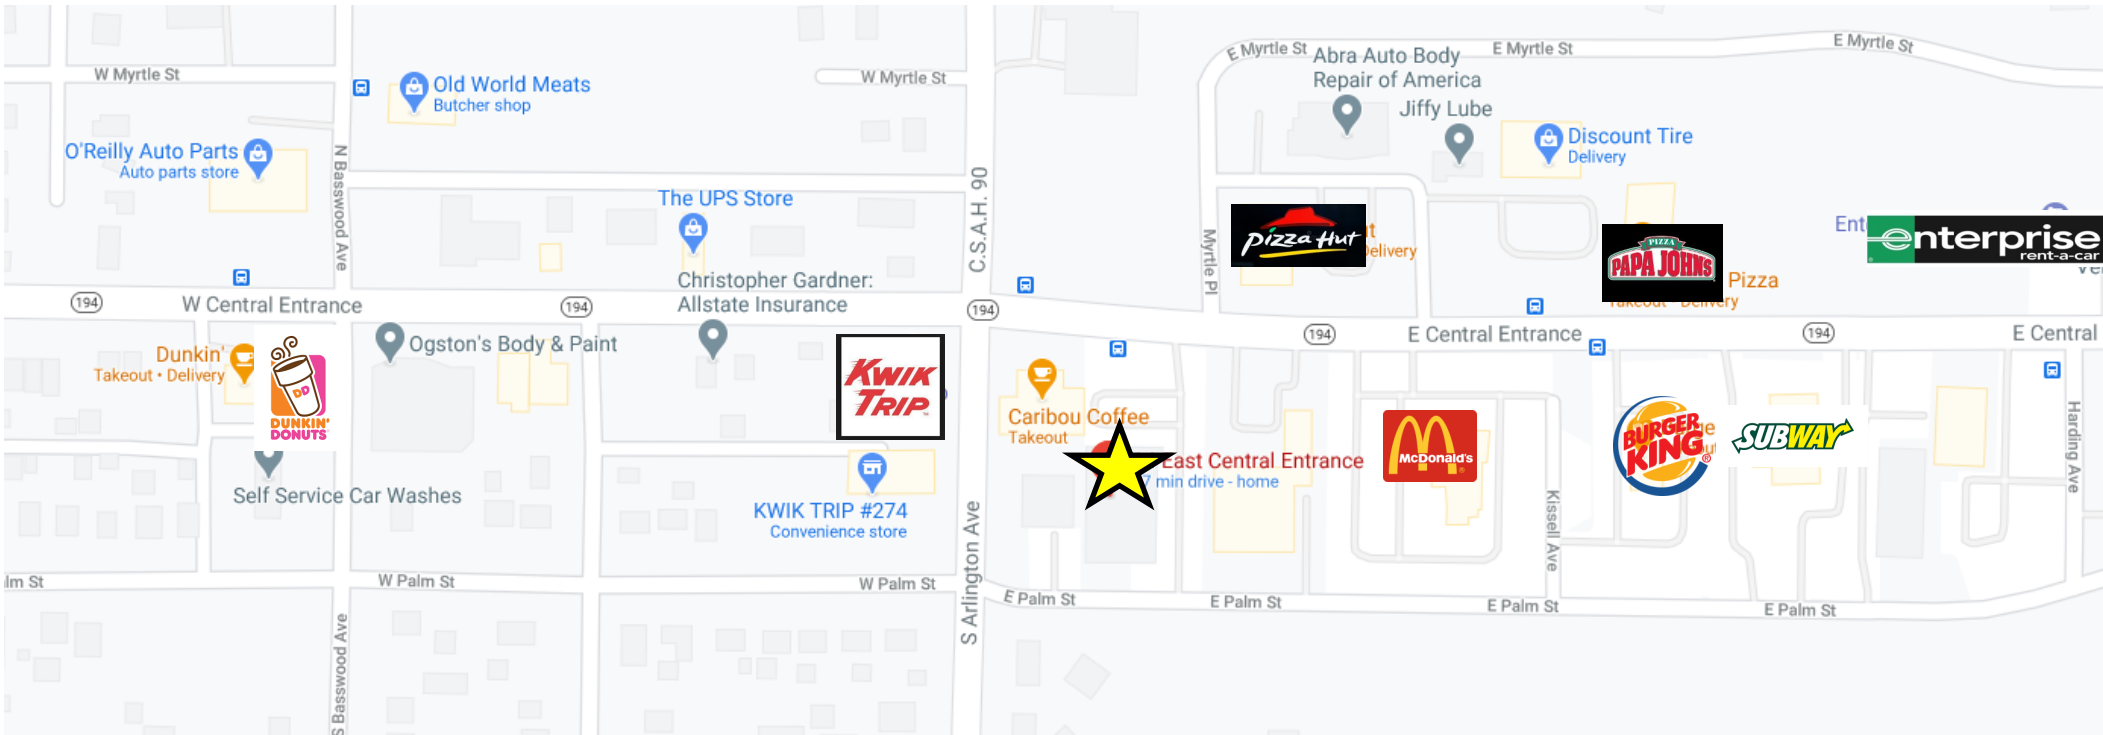 E Myrtle St
E Myrtle St
E Myrtle St
W Myrtle St
W Myrtle St
Abra Auto Body
Repair of America
Old World Meats
Butcher shop
Jiffy Lube
O'Reilly Auto Parts
Auto parts store
Discount Tire
Delivery
N Basswood Ave
C.S.A.H. 90
The UPS Store
Myrtle Pl
Pizza Hut
ut
Delivery
PIZZA
PAPA JOHNS
Pizza
Takeout · Delivery
Ent
enterprise
rent-a-car
Christopher Gardner:
Allstate Insurance
194
W Central Entrance
194
194
194
E Central Entrance
194
E Central
Dunkin'
Takeout • Delivery
DD
DUNKIN'
DONUTS
Ogston's Body & Paint
KWIK
TRIP
Caribou Coffee
Takeout
East Central Entrance
7 min drive - home
McDonald's
BURGER
KING
SUBWAY
Harding Ave
Self Service Car Washes
KWIK TRIP #274
Convenience store
S Arlington Ave
Kissell Ave
lm St
W Palm St
W Palm St
E Palm St
E Palm St
E Palm St
E Palm St
S Basswood Ave